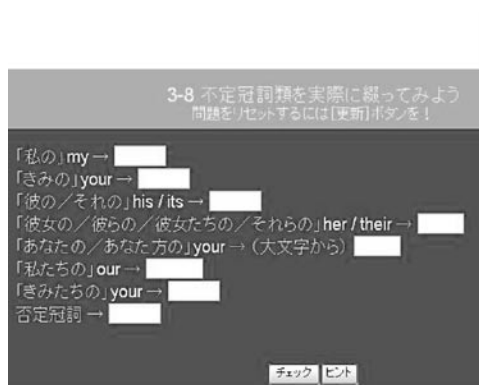 3-8 不定冠詞類を実際に綴ってみよう
問題をリセットするには[更新]ボタンを!
「私の」my→
「きみの」your→
「彼の/それの」his / its→
「彼女の/彼らの/彼女たちの/それらの」her / their→
「あなたの/あなた方の」your→(大文字から)
「私たちの」our→
「きみたちの」your→
否定冠詞→
チェック ヒント